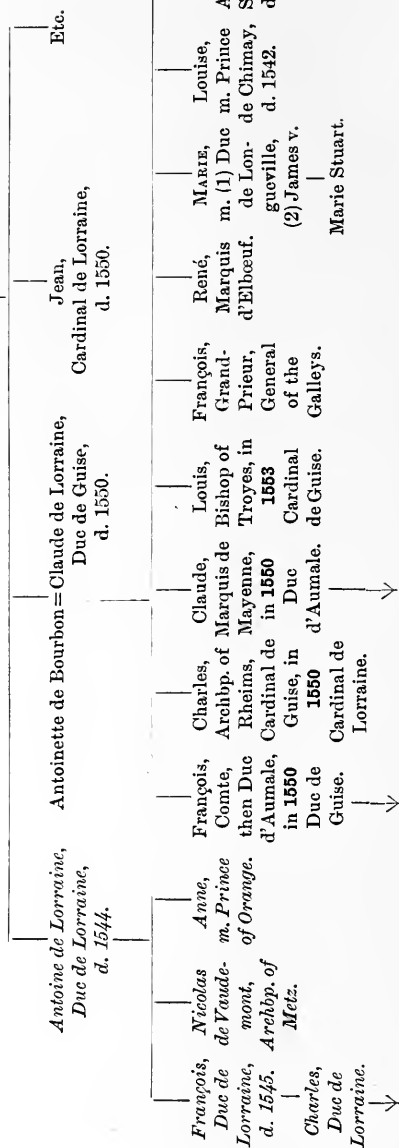 Antoine de Lorraine,
Duc de Lorraine,
d. 1544.
Antoinette de Bourbon=Claude de Lorraine,
Duc de Guise,
d. 1550.
Jean,
Cardinal de Lorraine,
d. 1550.
Etc.
François,
Duc de
Lorraine,
d. 1545.
Charles,
Duc de
Lorraine.
Nicolas
de Vaude-
mont,
Archbp. of
Metz.
Anne,
m. Prince
of Orange.
François,
Comte,
then Duc
d'Aumale,
in 1550
Duc de
Guise.
Charles,
Archbp. of
Rheims,
Cardinal de
Guise, in
1550
Cardinal de
Lorraine.
Claude,
Marquis de
Mayenne,
in 1550
Duc
d'Aumale.
Louis,
Bishop of
Troyes, in
1553
Cardinal
de Guise.
François,
Grand-
Prieur,
General
of the
Galleys.
René,
Marquis
d'Elbœuf.
MARIE,
m. (1) Duc
de Lon-
gueville,
(2) James v.
Marie Stuart.
Louise,
m. Prince
de Chimay,
d. 1542.